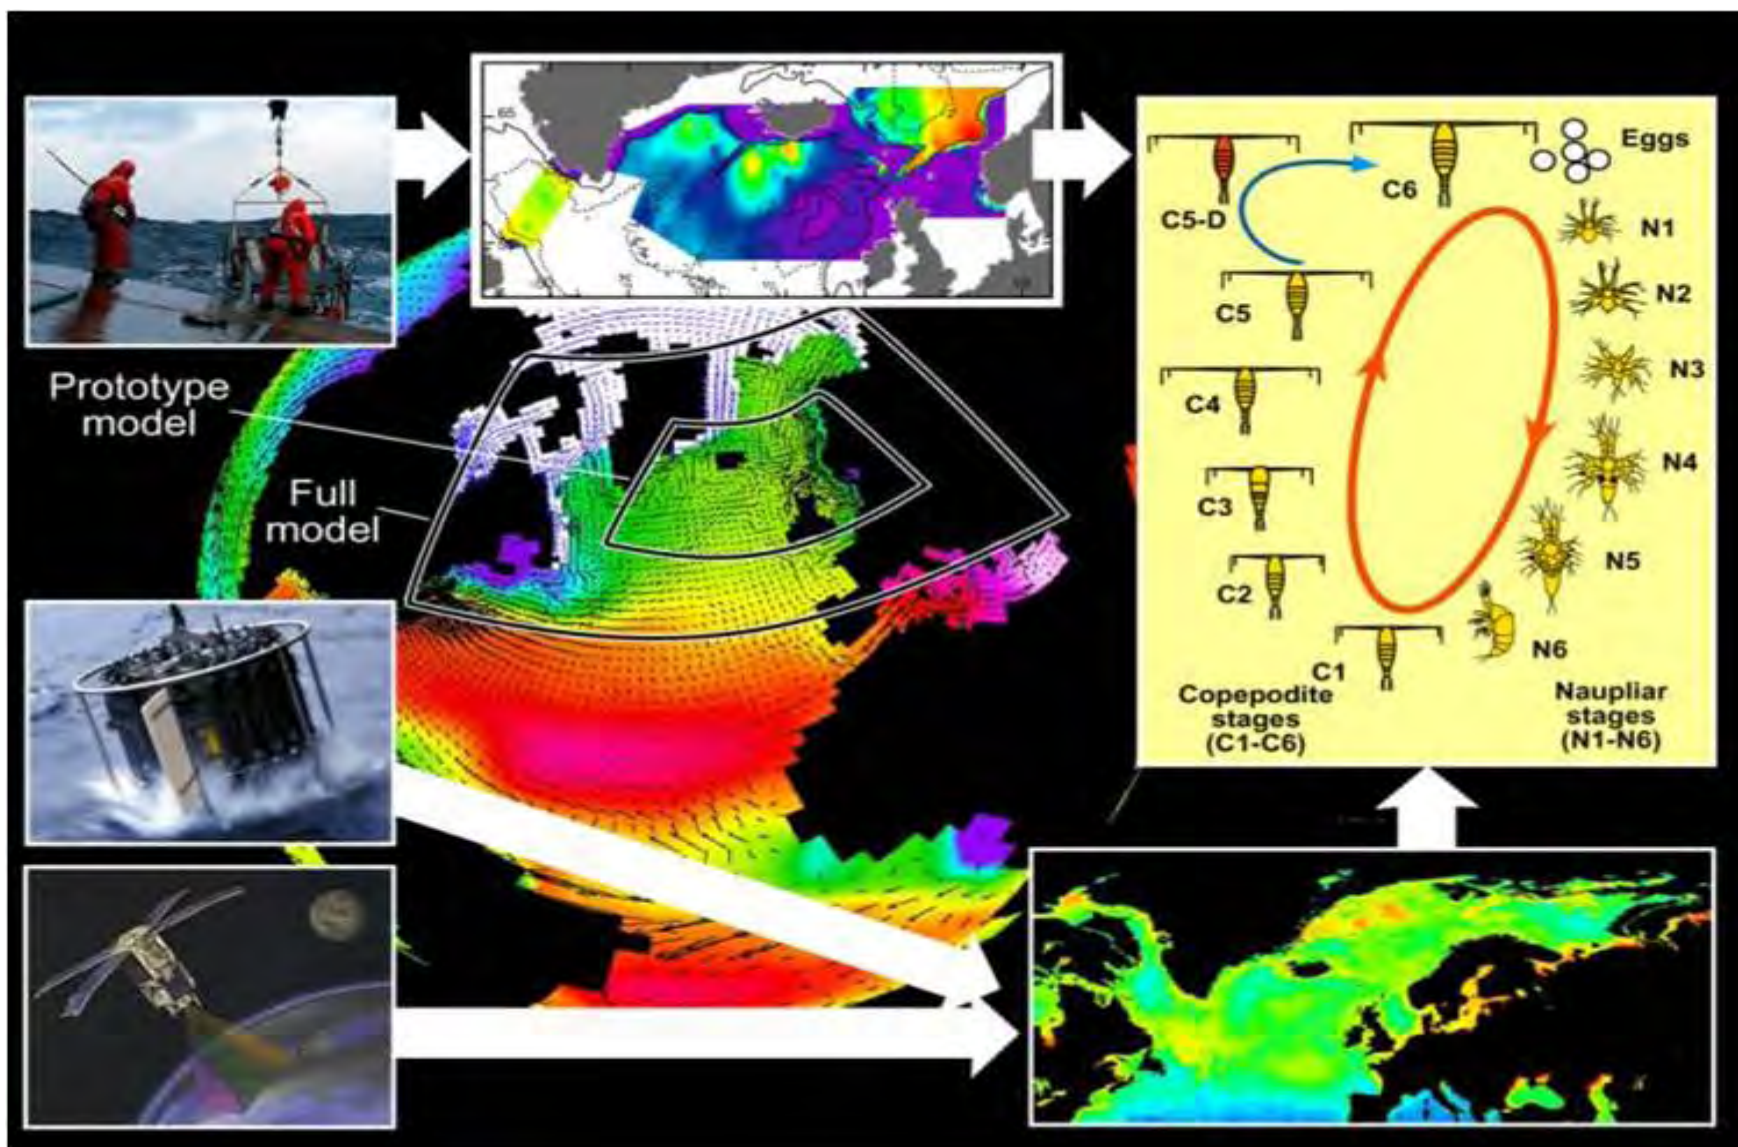 Prototype
model
Full
model
65
C5-D
C6
Eggs
N1
C5
N2
C4
N3
C3
N4
C2
N5
C1
N6
Copepodite
stages
(C1-C6)
Naupliar
stages
(N1-N6)